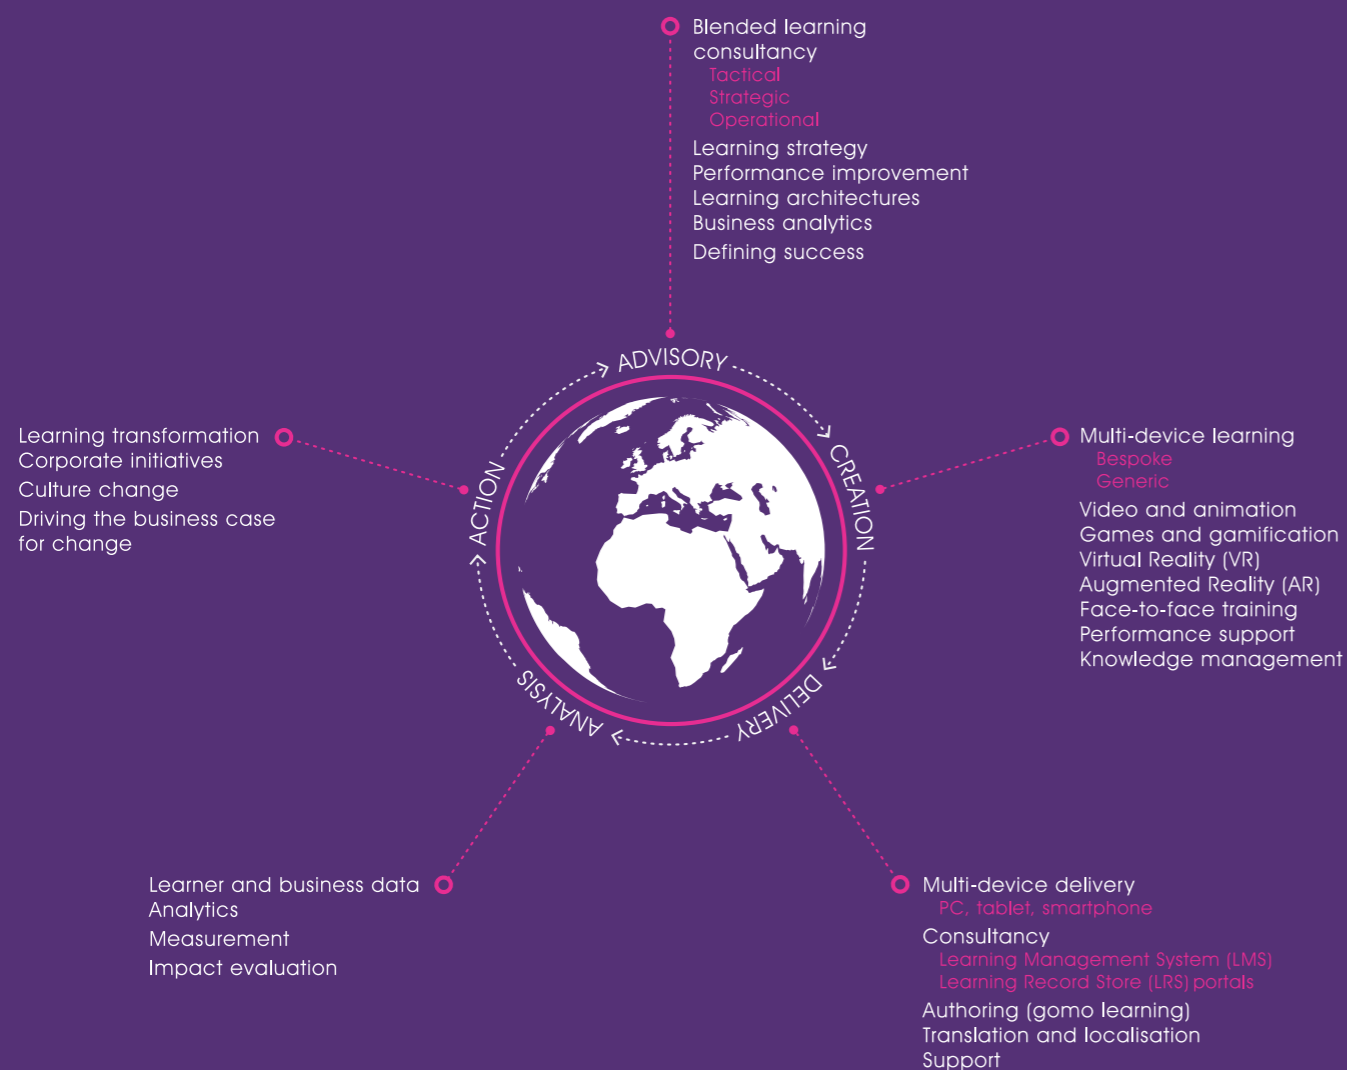 Blended learning
consultancy
Tactical
Strategic
Operational
Learning strategy
Performance improvement
Learning architectures
Business analytics
Defining success
ADVISORY
CREATION
DELIVERY
ANALYSIS
ACTION
Learning transformation
Corporate initiatives
Culture change
Driving the business case
for change
Multi-device learning
Bespoke
Generic
Video and animation
Games and gamification
Virtual Reality (VR)
Augmented Reality (AR)
Face-to-face training
Performance support
Knowledge management
Learner and business data
Analytics
Measurement
Impact evaluation
Multi-device delivery
PC, tablet, smartphone
Consultancy
Learning Management System (LMS)
Learning Record Store (LRS) portals
Authoring (gomo learning)
Translation and localisation
Support